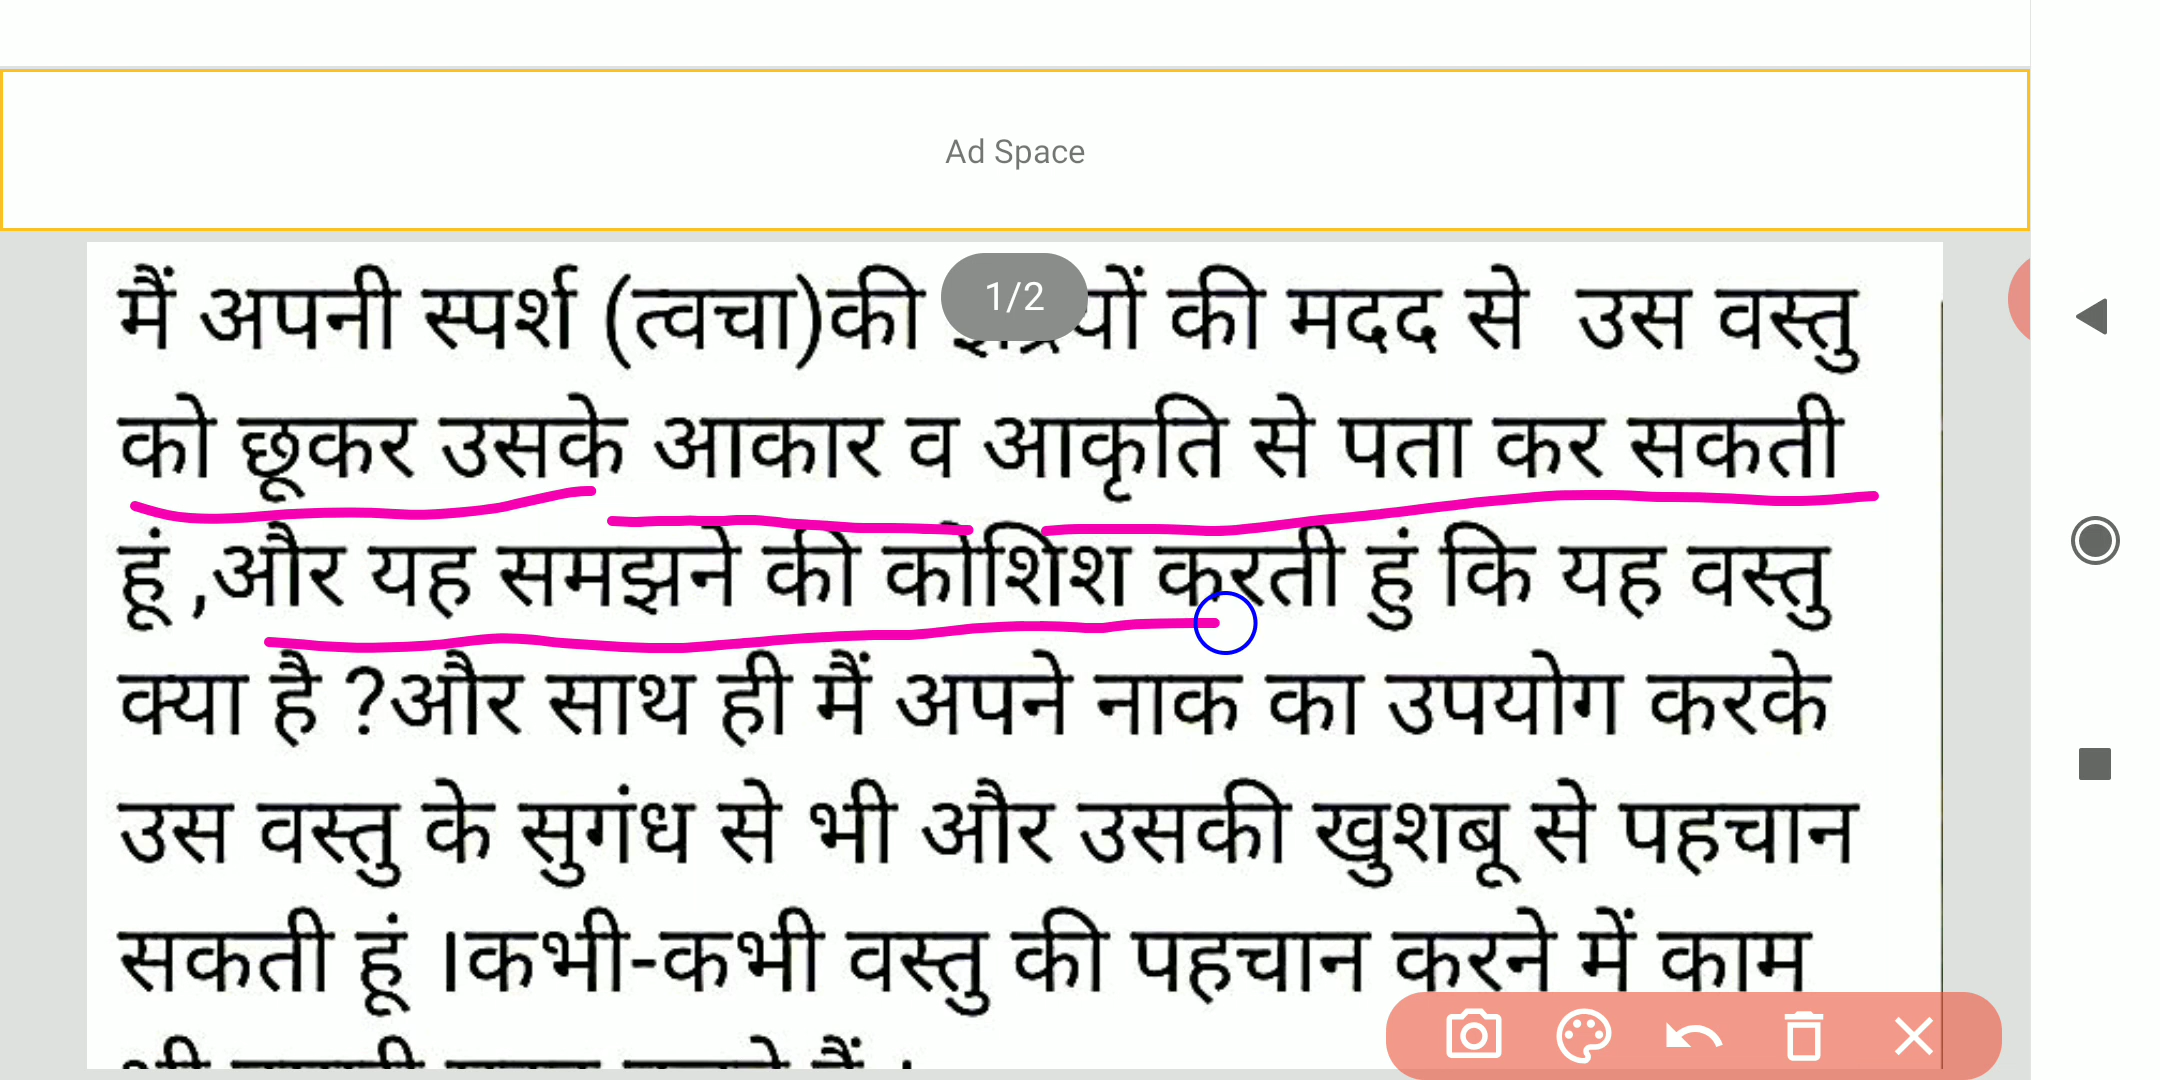 Ad Space
1/2
मैं अपनी स्पर्श (त्वचा)की की मदद से उस वस्तु
को छूकर उसके आकार व आकृति से पता कर सकती
हूं ,और यह समझने की कोशिश करती हुं कि यह वस्तु
क्या है ?और साथ ही मैं अपने नाक का उपयोग करके
उस वस्तु के सुगंध से भी और उसकी खुशबू से पहचान
सकती हूं ।कभी-कभी वस्तु की पहचान करने में काम